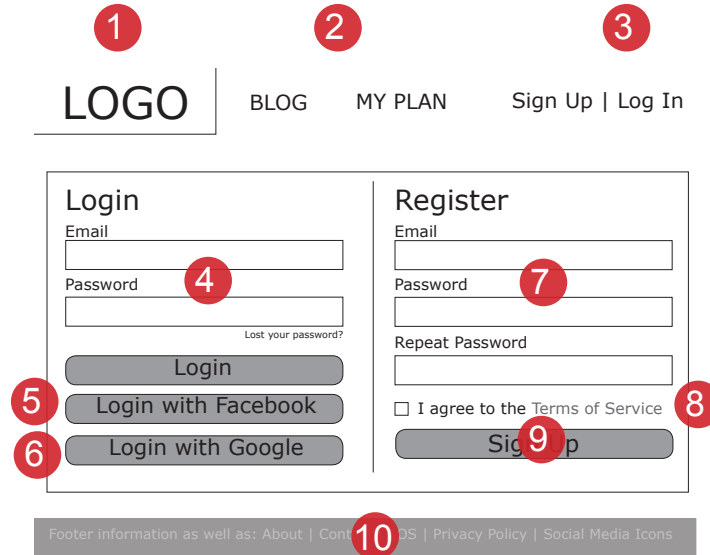 1 2 3
LOGO BLOG MY PLAN Sign Up | Log In
Login
Email
4
Password
Lost your password?
Login
5 Login with Facebook
6 Login with Google
Register
Email
7
Password
Repeat Password
I agree to the Terms of Service 8
9
Footer information as well as: About | | Privacy Policy | Social Media Icons
10